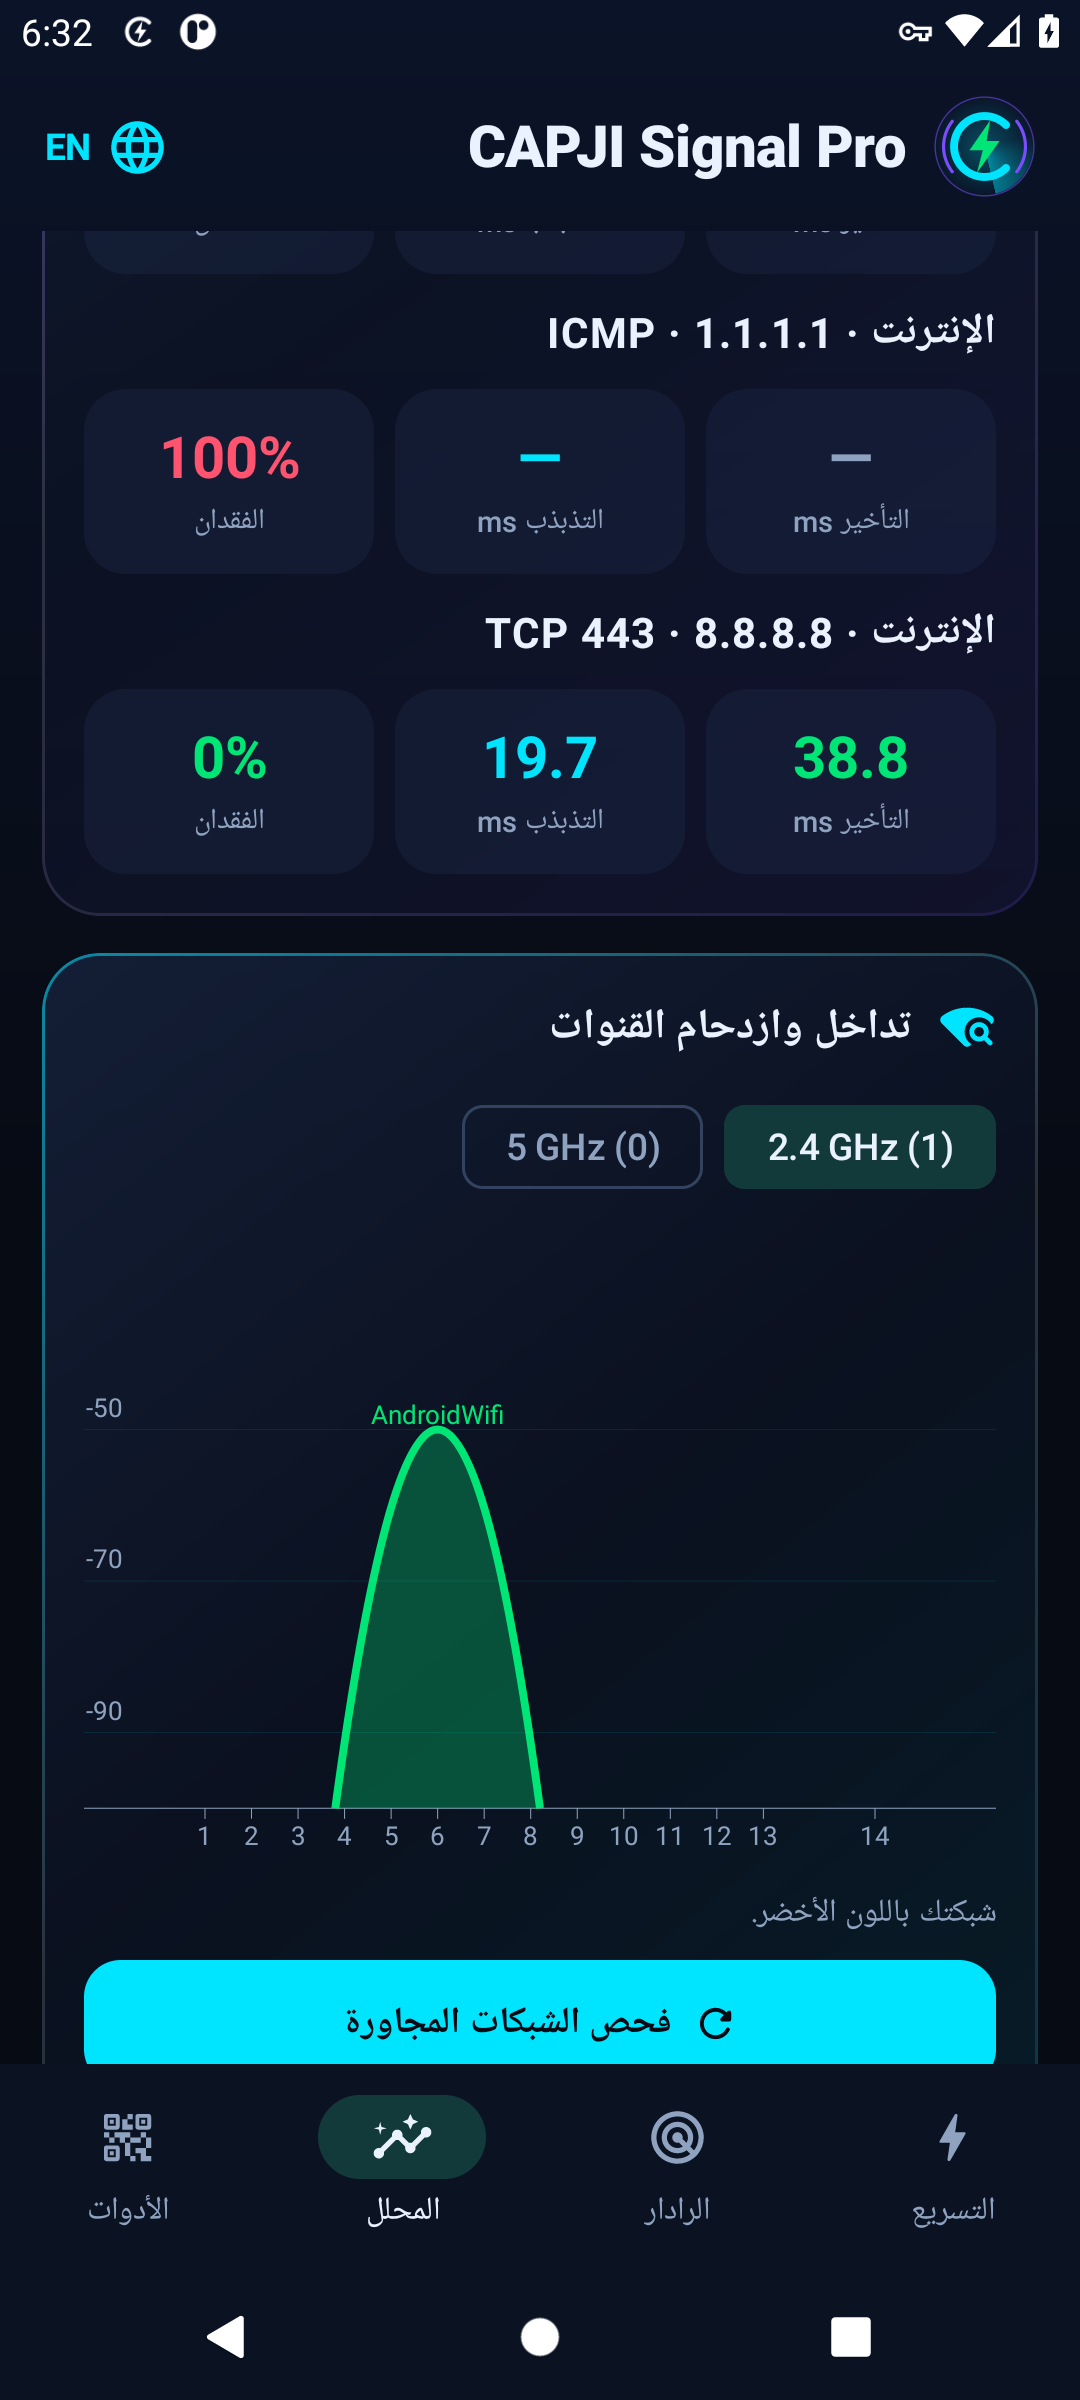 6:32
CAPJI Signal Pro
EN
الإنترنت · 1.1.1.1 · ICMP
—
—
100%
التأخير ms
التذبذب ms
الفقدان
الإنترنت · 8.8.8.8 · TCP 443
38.8
19.7
0%
التأخير ms
التذبذب ms
الفقدان
تداخل وازدحام القنوات
2.4 GHz (1)
5 GHz (0)
AndroidWifi
-50
-70
-90
1 2 3 4 5 6 7 8 9 10 11 12 13 14
شبكتك باللون الأخضر.
فحص الشبكات المجاورة
التسريع
الرادار
المحلل
الأدوات